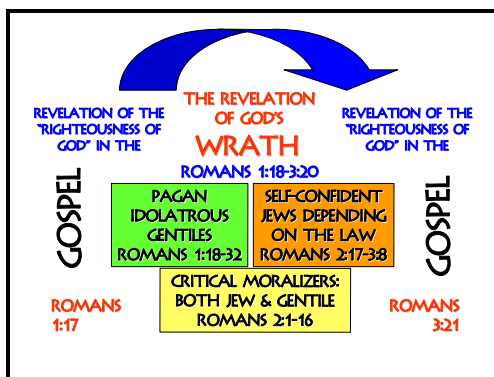 REVELATION OF THE
"RIGHTEOUSNESS OF
GOD" IN THE
GOSPEL
ROMANS
1:17
THE REVELATION
OF GOD'S
WRATH
ROMANS 1:18-3:20
PAGAN
IDOLATROUS
GENTILES
ROMANS 1:18-32
SELF-CONFIDENT
JEWS DEPENDING
ON THE LAW
ROMANS 2:17-3:8
CRITICAL MORALIZERS:
BOTH JEW & GENTILE
ROMANS 2:1-16
REVELATION OF THE
"RIGHTEOUSNESS OF
GOD" IN THE
GOSPEL
ROMANS
3:21